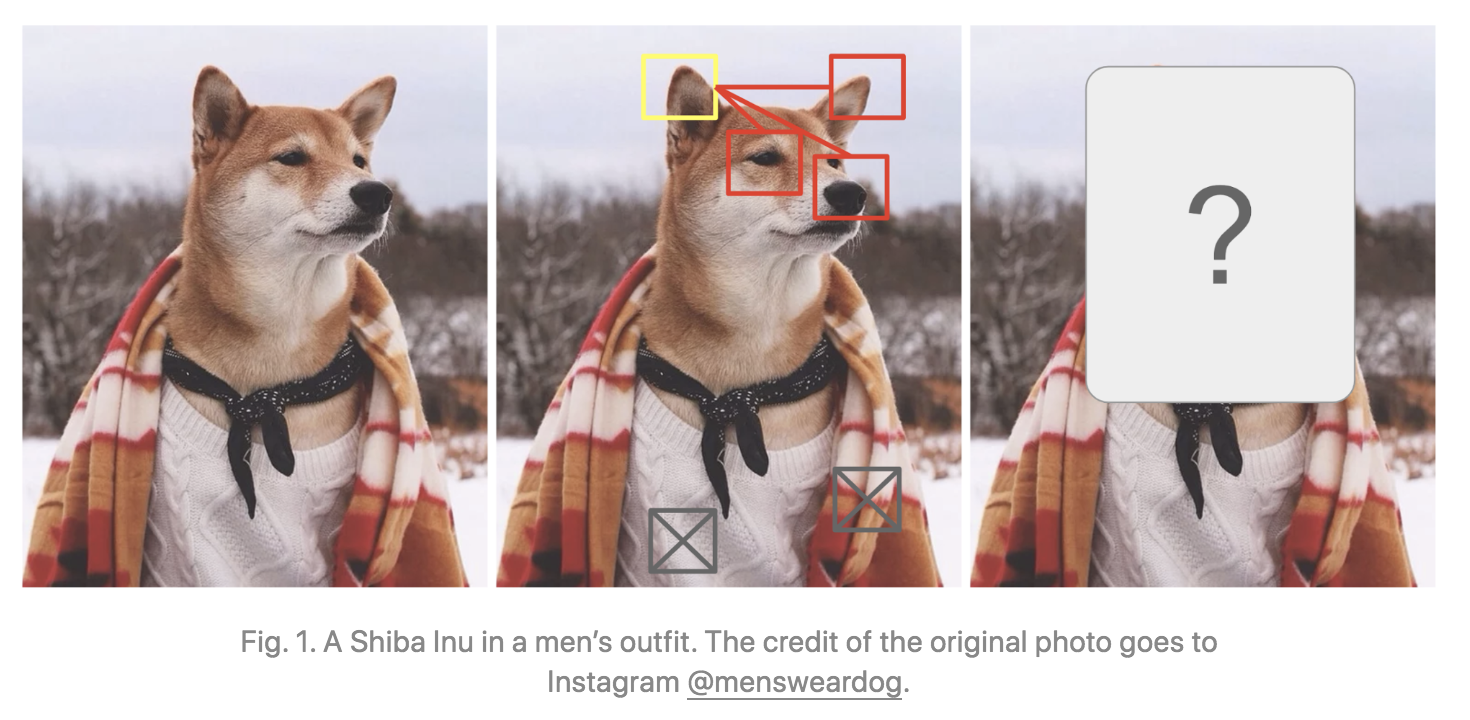 ?
Fig. 1. A Shiba Inu in a men’s outfit. The credit of the original photo goes to
Instagram @mensweardog.